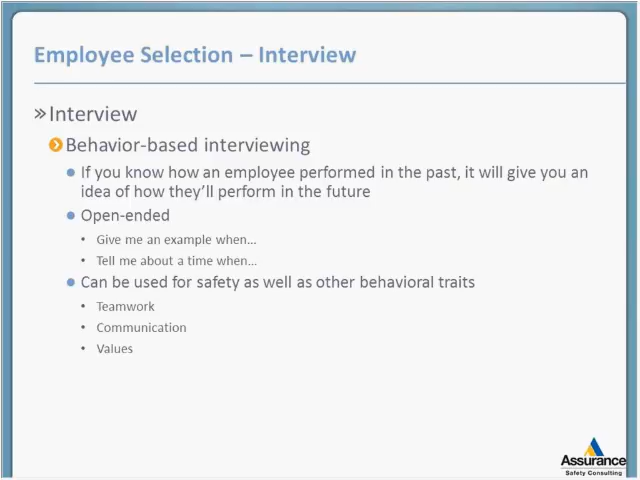 Employee Selection – Interview
»Interview
Behavior-based interviewing
If you know how an employee performed in the past, it will give you an
idea of how they'll perform in the future
Open-ended
Give me an example when…
Tell me about a time when…
Can be used for safety as well as other behavioral traits
Teamwork
Communication
Values
Assurance
Safety Consulting